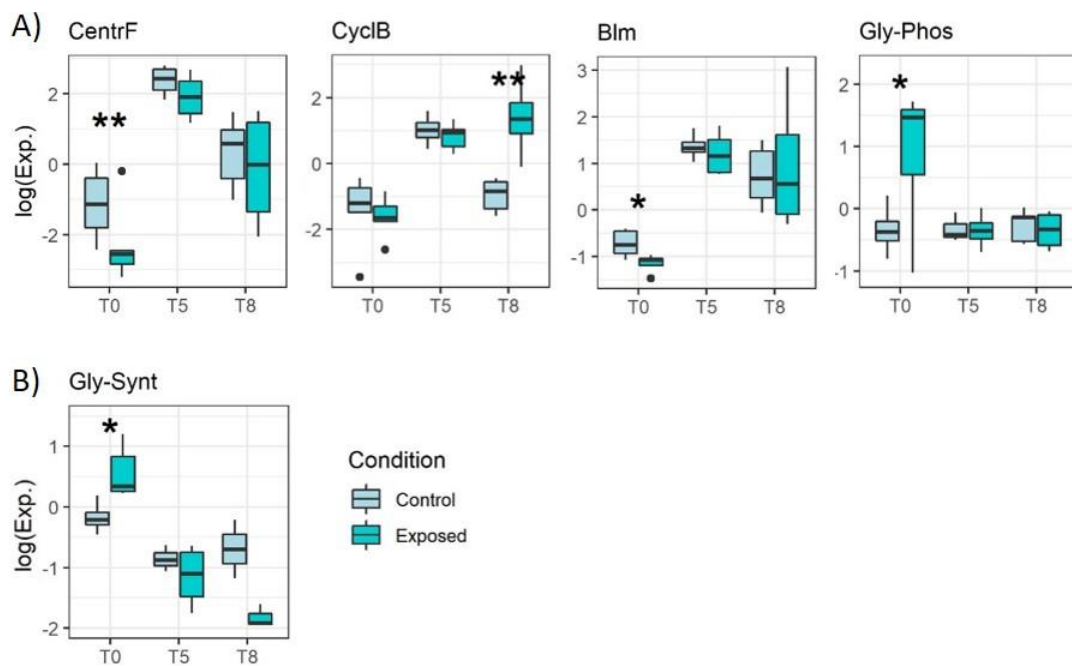 A)
CentrF
CyclB
Blm
Gly-Phos
log(Exp.)
2
0
-2
**
T0 T5 T8
2
0
-2
**
T0 T5 T8
3
2
1
0
-1
*
T0 T5 T8
2
1
0
-1
*
T0 T5 T8
B)
Gly-Synt
log(Exp.)
1
0
-1
-2
*
T0 T5 T8
Condition
Control
Exposed